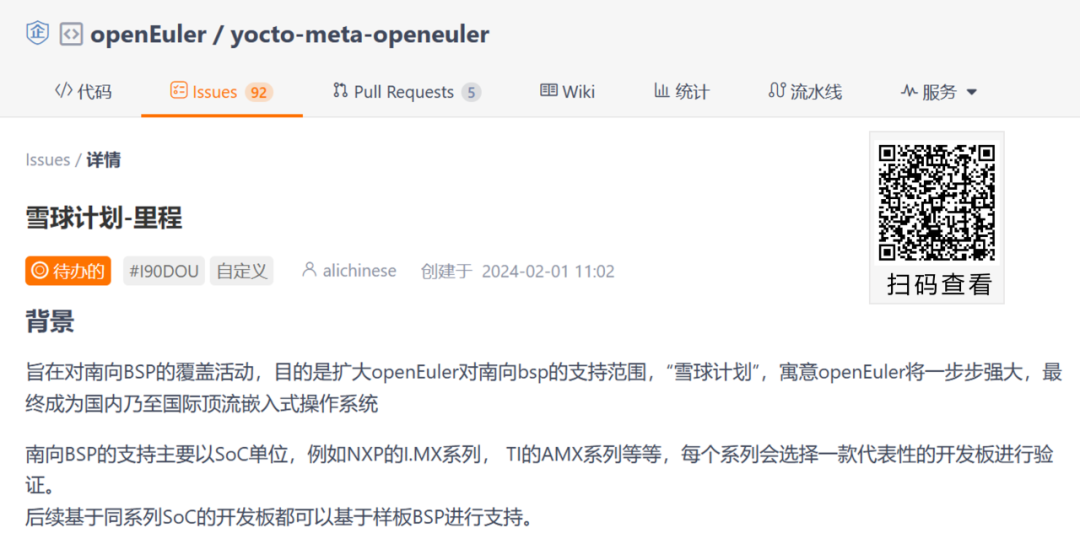 openEuler / yocto-meta-openeuler
代码 Issues 92 Pull Requests 5 Wiki 统计 流水线 服务
Issues / 详情
雪球计划-里程
待办的 #I90DOU 自定义 alichinese 创建于 2024-02-01 11:02
扫码查看
背景
旨在对南向BSP的覆盖活动，目的是扩大openEuler对南向bsp的支持范围，“雪球计划”，寓意openEuler将一步步强大，最
终成为国内乃至国际顶流嵌入式操作系统
南向BSP的支持主要以SoC单位，例如NXP的I.MX系列， TI的AMX系列等等，每个系列会选择一款代表性的开发板进行验
证。
后续基于同系列SoC的开发板都可以基于样板BSP进行支持。